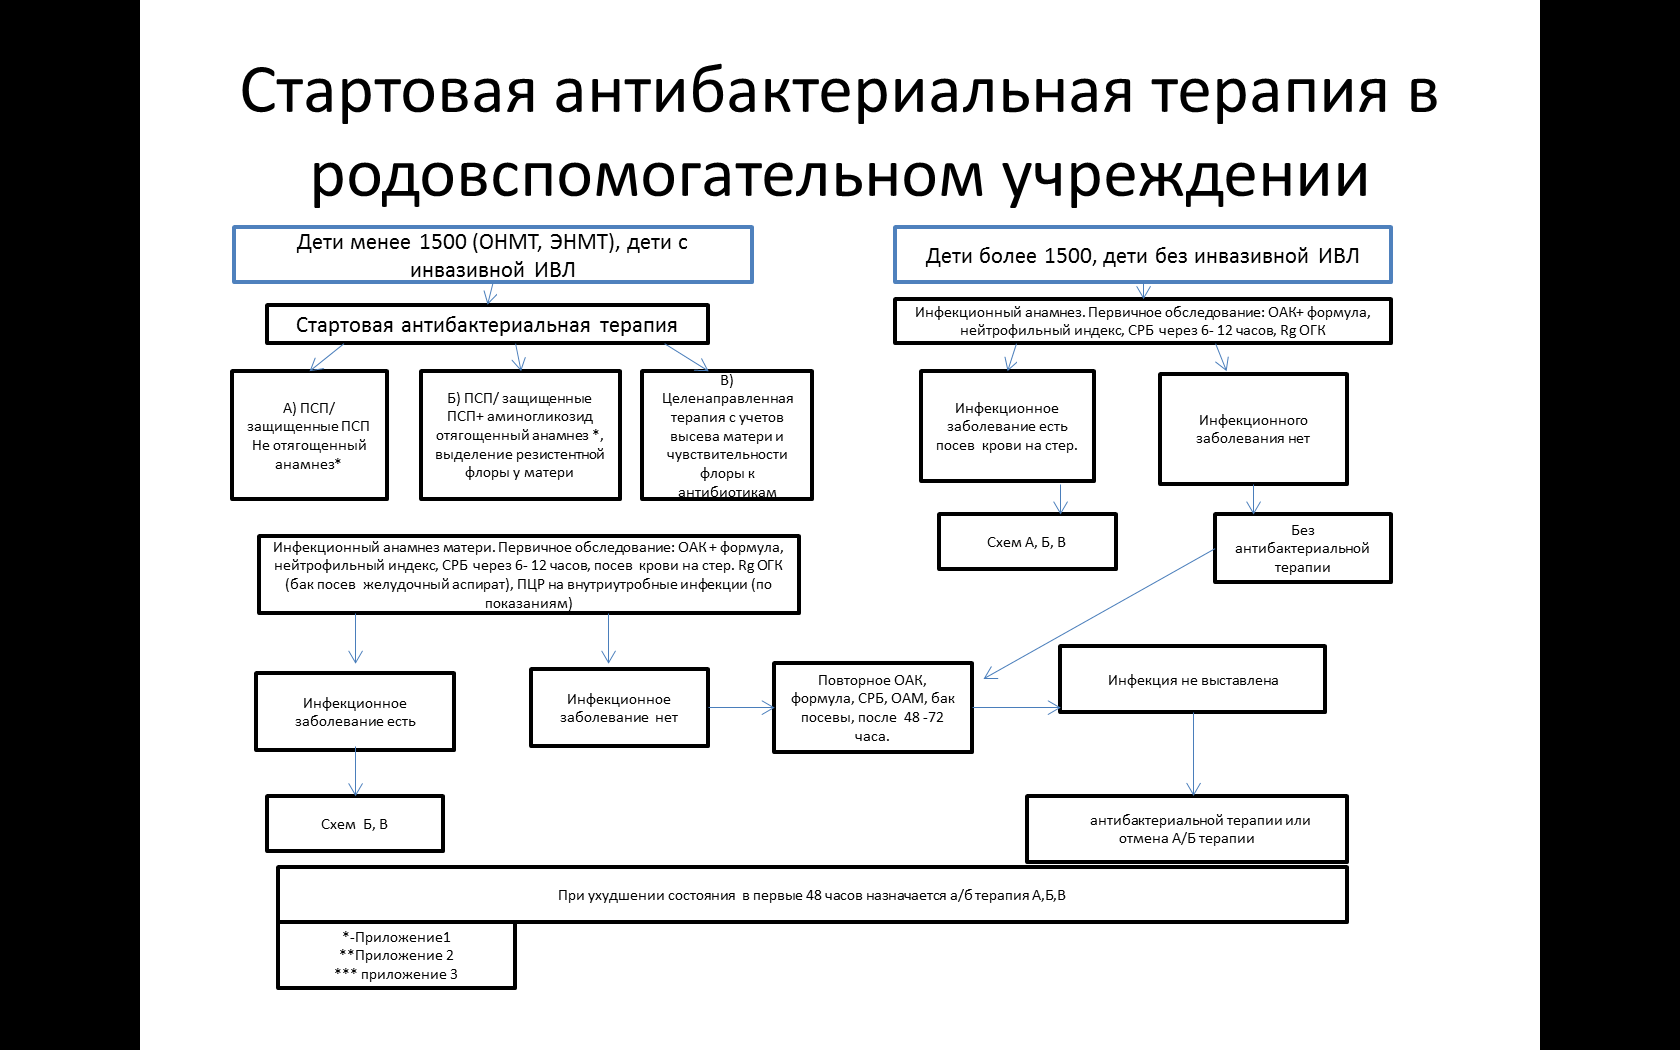 Стартовая антибактериальная терапия в
родовспомогательном учреждении
Дети менее 1500 (ОНМТ, ЭНМТ), дети с
инвазивной ИВЛ
Стартовая антибактериальная терапия
А) ПСП/
защищенные ПСП
Не отягощенный
анамнез*
Б) ПСП/ защищенные
ПСП+ аминогликозид
отягощенный анамнез *,
выделение резистентной
флоры у матери
В)
Целенаправленная
терапия с учетов
высева матери и
чувствительности
флоры к
антибиотикам
Дети более 1500, дети без инвазивной ИВЛ
Инфекционный анамнез. Первичное обследование: ОАК+ формула,
нейтрофильный индекс, СРБ через 6- 12 часов, Rg ОГК
Инфекционное
заболевание есть
посев крови на стер.
Инфекционного
заболевания нет
Схем А, Б, В
Без
антибактериальной
терапии
Инфекционный анамнез матери. Первичное обследование: ОАК + формула,
нейтрофильный индекс, СРБ через 6- 12 часов, посев крови на стер. Rg ОГК
(бак посев желудочный аспират), ПЦР на внутриутробные инфекции (по
показаниям)
Инфекционное
заболевание есть
Инфекционное
заболевание нет
Повторное ОАК,
формула, СРБ, ОАМ, бак
посевы, после 48 -72
часа.
Инфекция не выставлена
Схем Б, В
антибактериальной терапии или
отмена А/Б терапии
При ухудшении состояния в первые 48 часов назначается а/б терапия А,Б,В
*-Приложение1
**Приложение 2
*** приложение 3